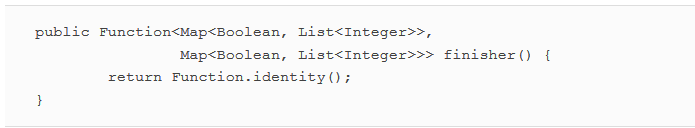 public Function<Map<Boolean, List<Integer>>,
Map<Boolean, List<Integer>>> finisher() {
return Function.identity();
}